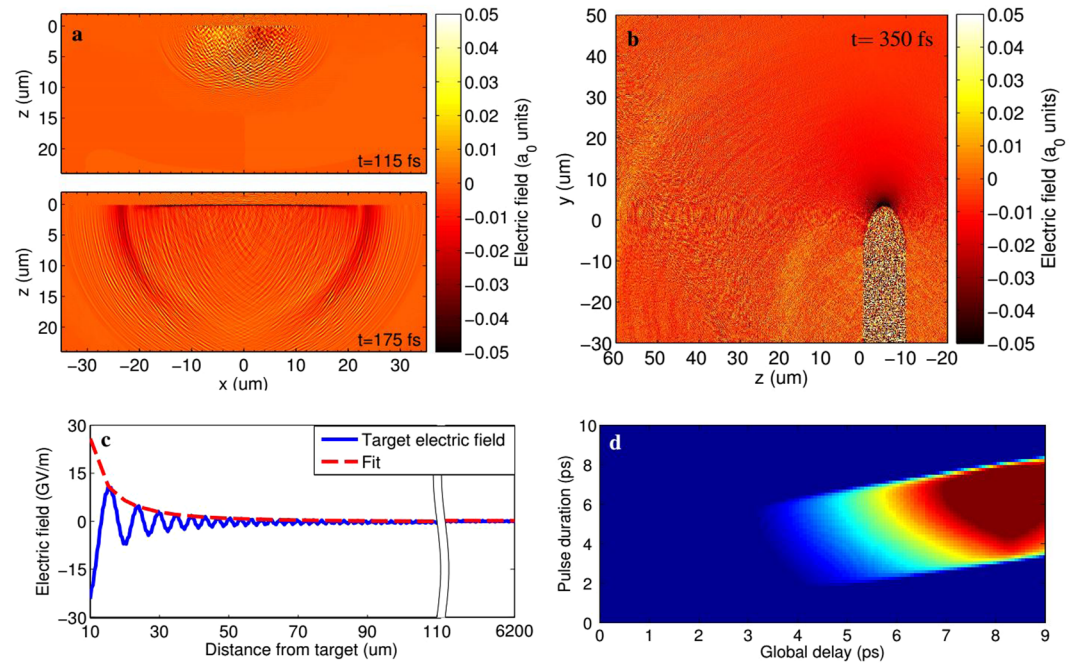 a
0
5
10
15
20
z (um)
t=115 fs
0
5
10
15
20
z (um)
t=175 fs
−30 −20 −10 0 10 20 30
x (um)
0.05
0.04
0.03
0.02
0.01
0
−0.01
−0.02
−0.03
−0.04
−0.05
Electric field (a0 units)
b
t= 350 fs
50
40
30
20
10
0
−10
−20
−30
y (um)
60 50 40 30 20 10 0 −10 −20
z (um)
0.05
0.04
0.03
0.02
0.01
0
−0.01
−0.02
−0.03
−0.04
−0.05
Electric field (a0 units)
c
Target electric field
Fit
30
15
0
−15
−30
Electric field (GV/m)
10 30 50 70 90 110 6200
Distance from target (um)
d
10
8
6
4
2
0
Pulse duration (ps)
0 1 2 3 4 5 6 7 8 9
Global delay (ps)